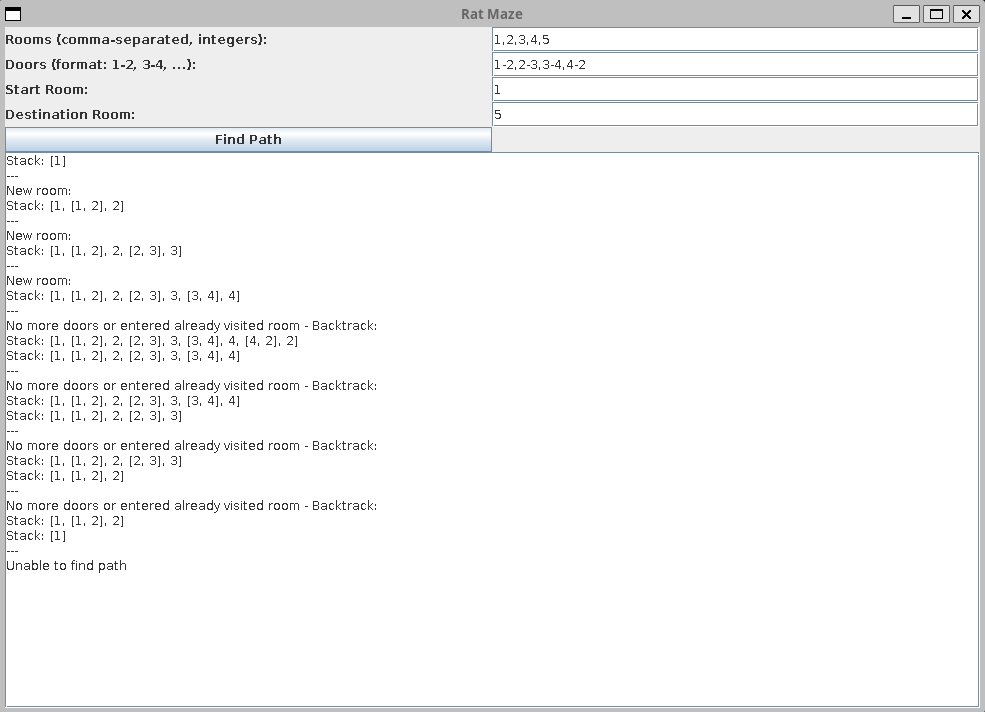 Rat Maze
Rooms (comma-separated, integers):
1,2,3,4,5
Doors (format: 1-2, 3-4, ...):
1-2,2-3,3-4,4-2
Start Room:
1
Destination Room:
5
Find Path
Stack: [1]
---
New room:
Stack: [1, [1, 2], 2]
---
New room:
Stack: [1, [1, 2], 2, [2, 3], 3]
---
New room:
Stack: [1, [1, 2], 2, [2, 3], 3, [3, 4], 4]
---
No more doors or entered already visited room - Backtrack:
Stack: [1, [1, 2], 2, [2, 3], 3, [3, 4], 4, [4, 2], 2]
Stack: [1, [1, 2], 2, [2, 3], 3, [3, 4], 4]
---
No more doors or entered already visited room - Backtrack:
Stack: [1, [1, 2], 2, [2, 3], 3, [3, 4], 4]
Stack: [1, [1, 2], 2, [2, 3], 3]
---
No more doors or entered already visited room - Backtrack:
Stack: [1, [1, 2], 2, [2, 3], 3]
Stack: [1, [1, 2], 2]
---
No more doors or entered already visited room - Backtrack:
Stack: [1, [1, 2], 2]
Stack: [1]
---
Unable to find path